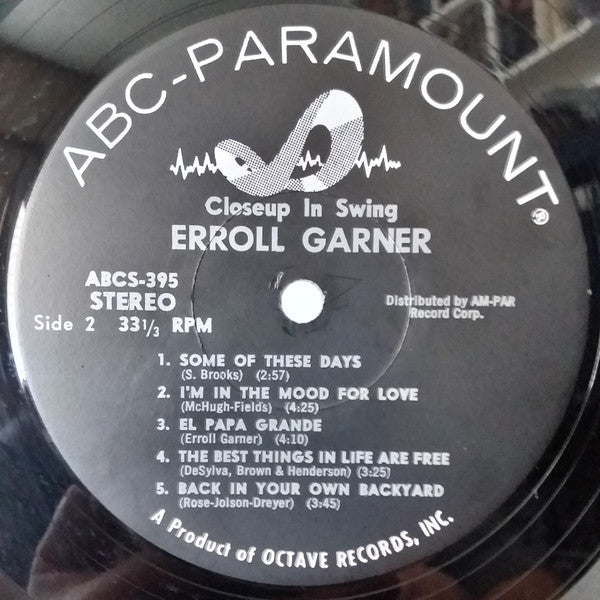 ABC-PARAMOUNT®
Closeup In Swing
ERROLL GARNER
ABCS-395
STEREO
Side 2 33 1/3 RPM
Distributed by AM-PAR
Record Corp.
1. SOME OF THESE DAYS
(S. Brooks) (2:57)
2. I'M IN THE MOOD FOR LOVE
(McHugh-Fields) (4:25)
3. EL PAPA GRANDE
(Erroll Garner) (4:10)
4. THE BEST THINGS IN LIFE ARE FREE
(DeSylva, Brown & Henderson) (3:25)
5. BACK IN YOUR OWN BACKYARD
(Rose-Jolson-Dreyer) (3:45)
A Product of OCTAVE RECORDS, INC.